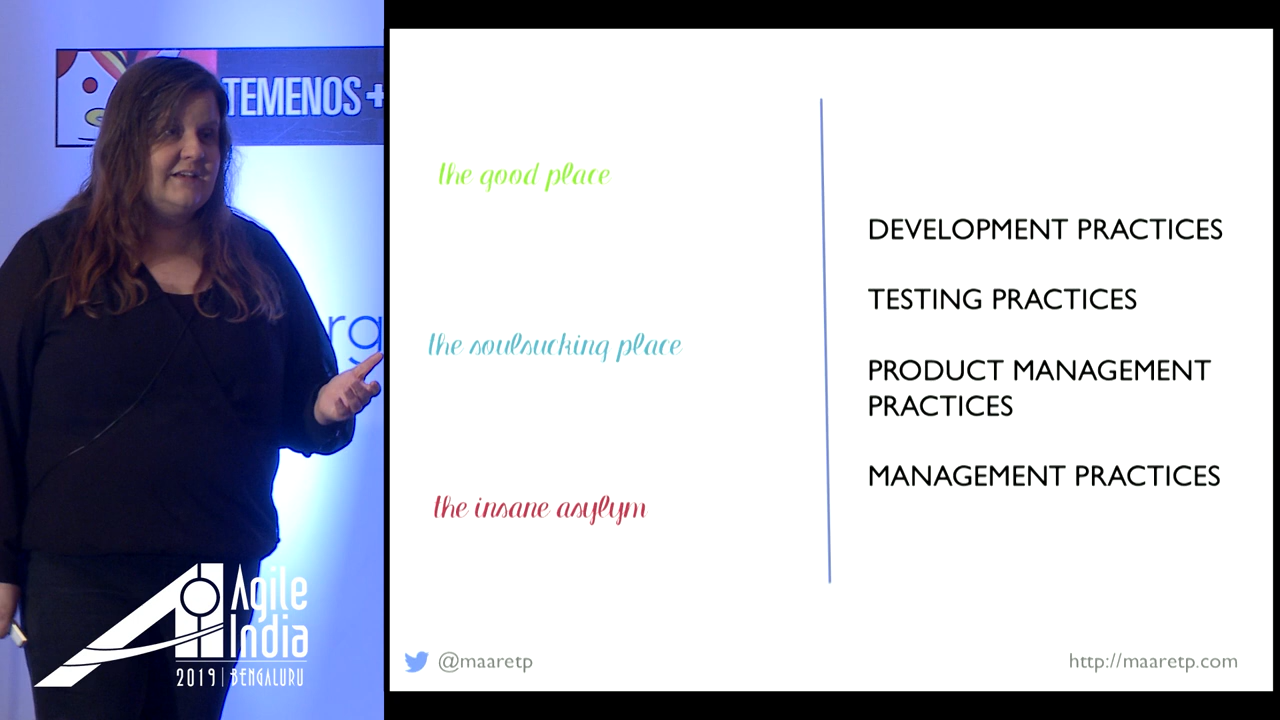 TEMENOS+
rg
the good place
the soulsucking place
the insane asylym
DEVELOPMENT PRACTICES
TESTING PRACTICES
PRODUCT MANAGEMENT
PRACTICES
MANAGEMENT PRACTICES
@maaretp
http://maaretp.com
Agile
India
2019 | BENGALURU